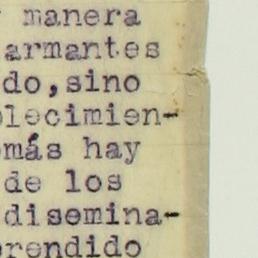 manera
armantes
do, sino
lecimien-
más hay
de los
disemina-
rendido